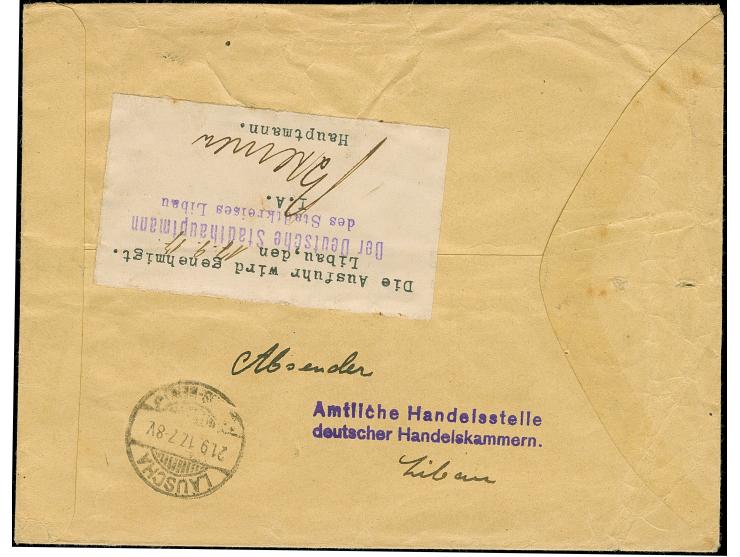 Die Ausfuhr wird genehmigt.
Libau, den
Der Deutsche Stadthauptmann
des Stadtkreises Libau
I.A.
Hauptmann.
Absender
Amtliche Handelsstelle
deutscher Handelskammern.
Libau
LAUSCHA
21.9 17.7-8V